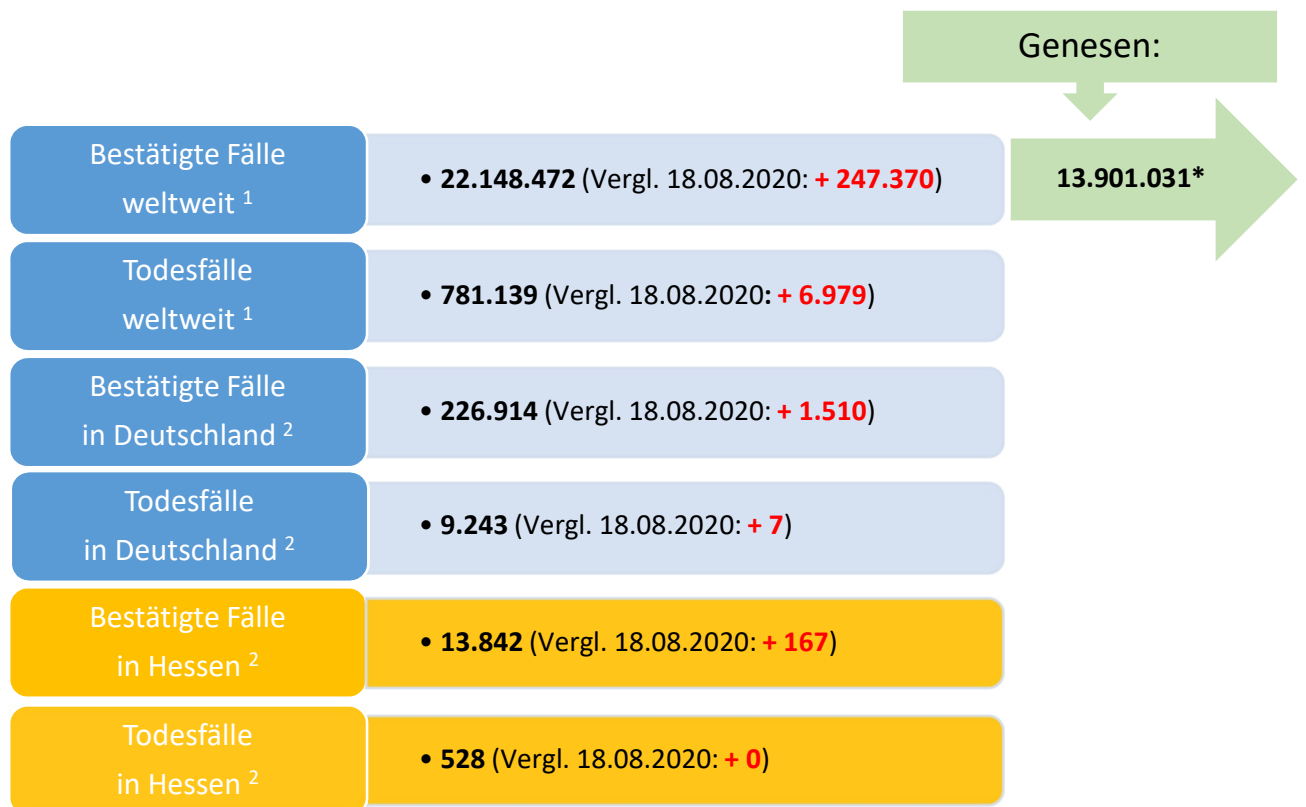 Genesen:
Bestätigte Fälle
weltweit ¹
• 22.148.472 (Vergl. 18.08.2020: + 247.370)
13.901.031*
Todesfälle
weltweit ¹
• 781.139 (Vergl. 18.08.2020: + 6.979)
Bestätigte Fälle
in Deutschland ²
• 226.914 (Vergl. 18.08.2020: + 1.510)
Todesfälle
in Deutschland ²
• 9.243 (Vergl. 18.08.2020: + 7)
Bestätigte Fälle
in Hessen ²
• 13.842 (Vergl. 18.08.2020: + 167)
Todesfälle
in Hessen ²
• 528 (Vergl. 18.08.2020: + 0)